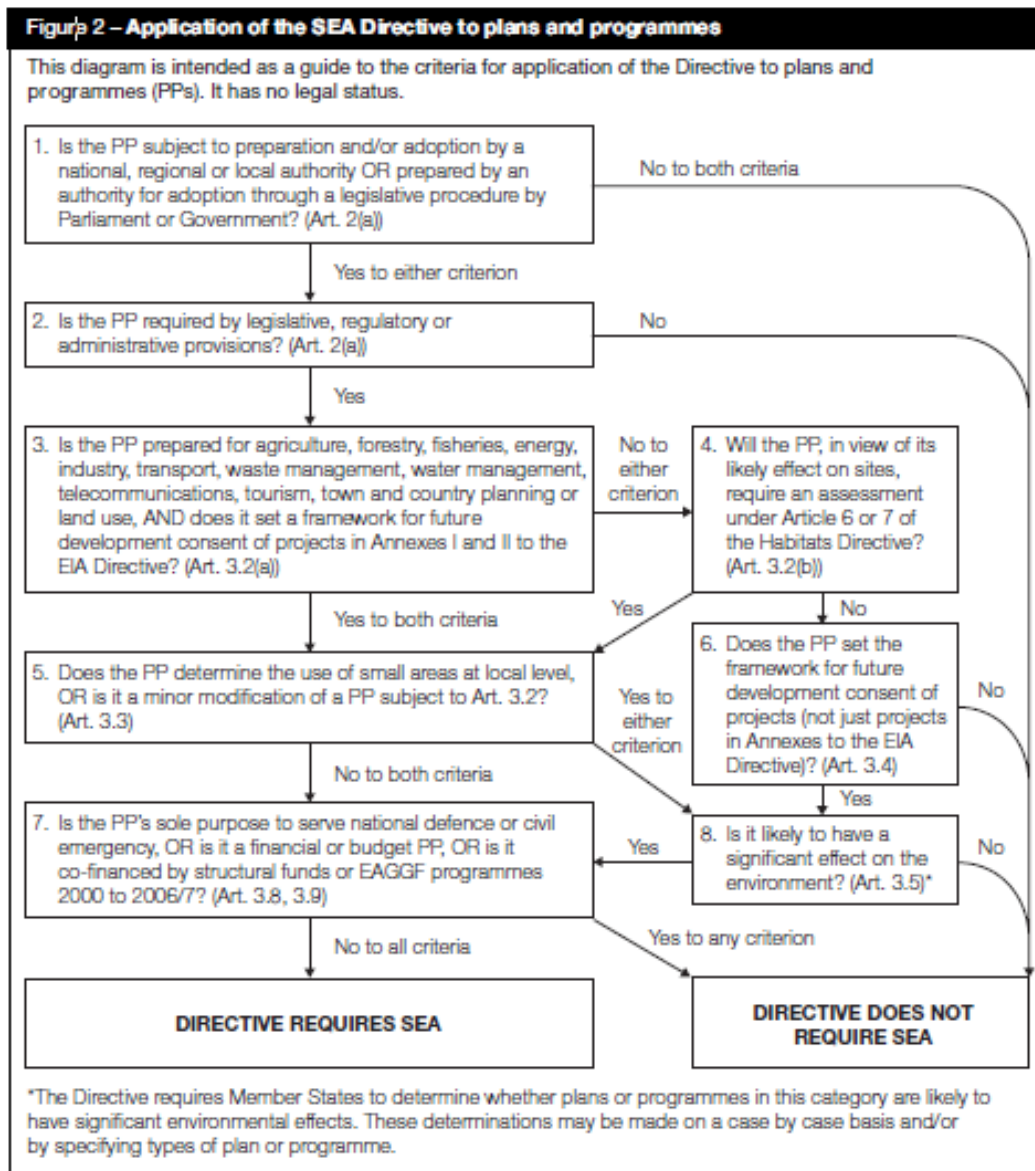 Figure 2 – Application of the SEA Directive to plans and programmes
This diagram is intended as a guide to the criteria for application of the Directive to plans and
programmes (PPs). It has no legal status.
1. Is the PP subject to preparation and/or adoption by a
national, regional or local authority OR prepared by an
authority for adoption through a legislative procedure by
Parliament or Government? (Art. 2(a))
No to both criteria
Yes to either criterion
2. Is the PP required by legislative, regulatory or
administrative provisions? (Art. 2(a))
No
Yes
3. Is the PP prepared for agriculture, forestry, fisheries, energy,
industry, transport, waste management, water management,
telecommunications, tourism, town and country planning or
land use, AND does it set a framework for future
development consent of projects in Annexes I and II to the
EIA Directive? (Art. 3.2(a))
No to
either
criterion
4. Will the PP, in view of its
likely effect on sites,
require an assessment
under Article 6 or 7 of
the Habitats Directive?
(Art. 3.2(b))
Yes to both criteria
Yes
No
5. Does the PP determine the use of small areas at local level,
OR is it a minor modification of a PP subject to Art. 3.2?
(Art. 3.3)
Yes to
either
criterion
6. Does the PP set the
framework for future
development consent of
projects (not just projects
in Annexes to the EIA
Directive)? (Art. 3.4)
No
No to both criteria
Yes
7. Is the PP's sole purpose to serve national defence or civil
emergency, OR is it a financial or budget PP, OR is it
co-financed by structural funds or EAGGF programmes
2000 to 2006/7? (Art. 3.8, 3.9)
Yes
8. Is it likely to have a
significant effect on the
environment? (Art. 3.5)*
No
No to all criteria
Yes to any criterion
DIRECTIVE REQUIRES SEA
DIRECTIVE DOES NOT
REQUIRE SEA
*The Directive requires Member States to determine whether plans or programmes in this category are likely to
have significant environmental effects. These determinations may be made on a case by case basis and/or
by specifying types of plan or programme.